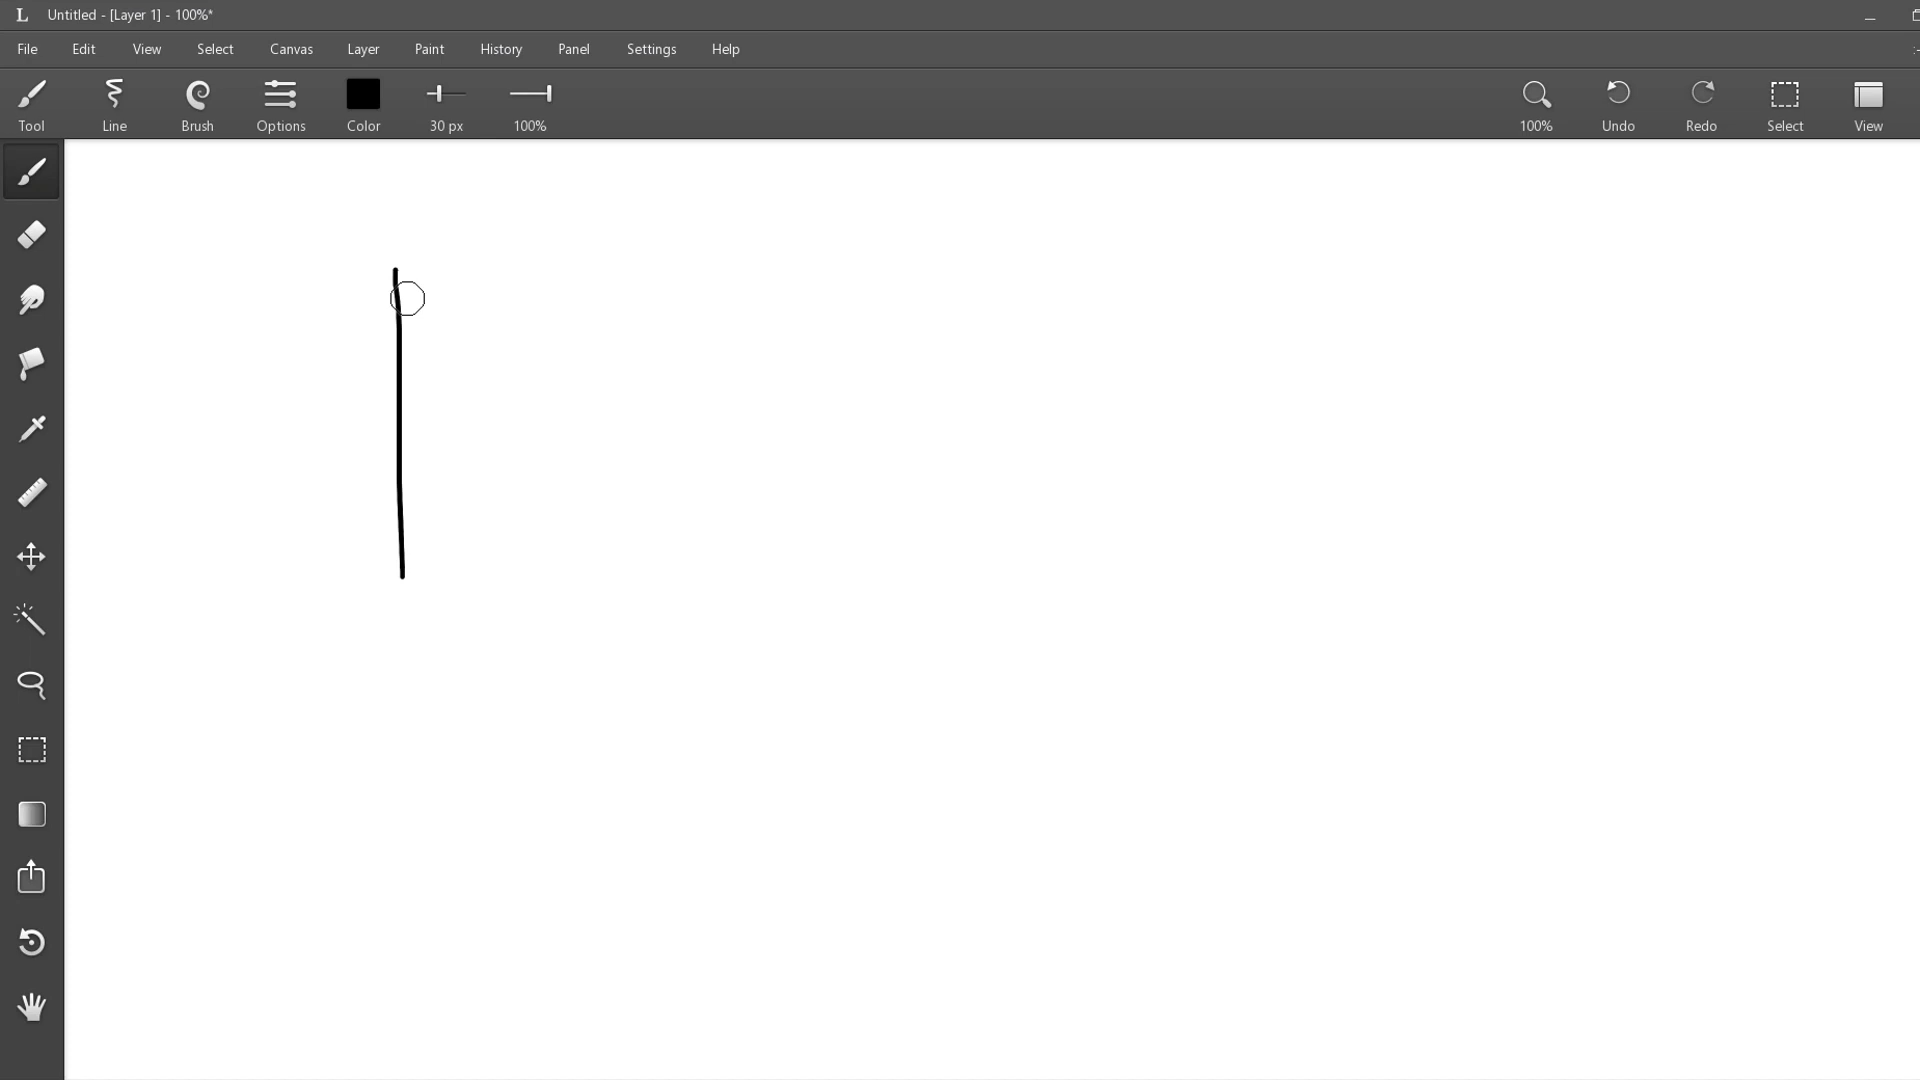 L Untitled - [Layer 1] - 100%*
File Edit View Select Canvas Layer Paint History Panel Settings Help
Tool Line Brush Options Color 30 px 100% 100% Undo Redo Select View